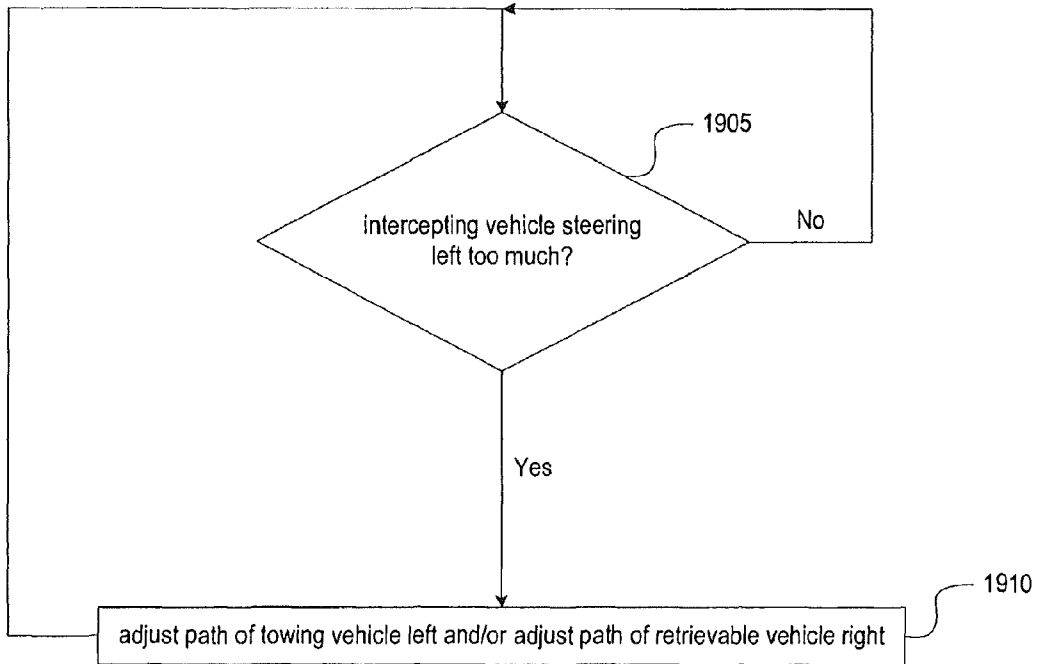 1905
intercepting vehicle steering
left too much?
No
Yes
1910
adjust path of towing vehicle left and/or adjust path of retrievable vehicle right